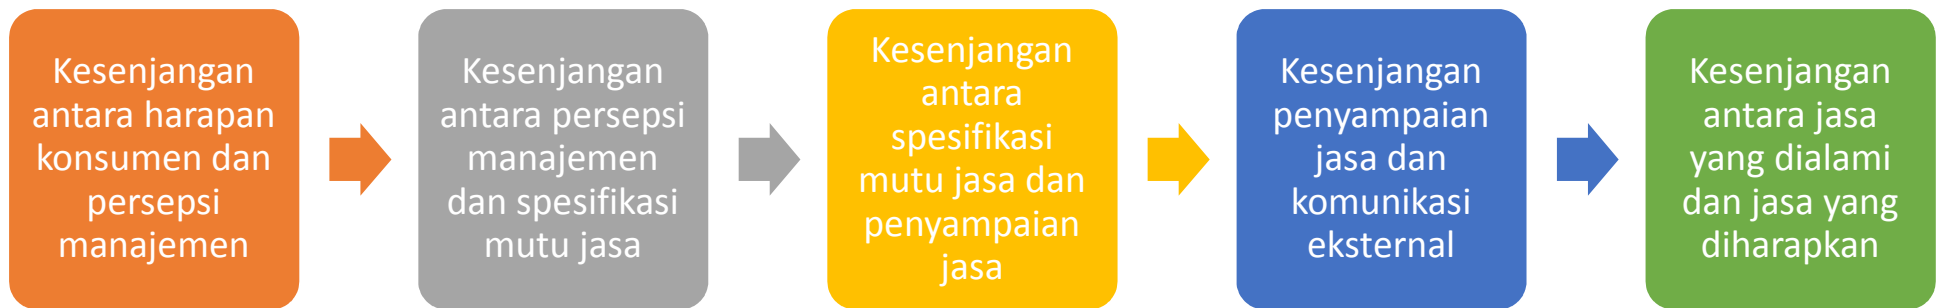 Kesenjangan
antara harapan
konsumen dan
persepsi
manajemen
Kesenjangan
antara persepsi
manajemen
dan spesifikasi
mutu jasa
Kesenjangan
antara
spesifikasi
mutu jasa dan
penyampaian
jasa
Kesenjangan
penyampaian
jasa dan
komunikasi
eksternal
Kesenjangan
antara jasa
yang dialami
dan jasa yang
diharapkan